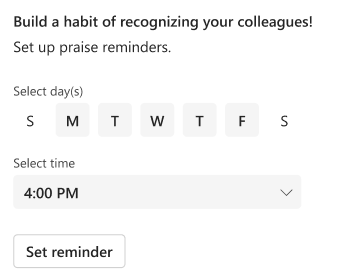 Build a habit of recognizing your colleagues!
Set up praise reminders.
Select day(s)
S M T W T F S
Select time
4:00 PM
Set reminder